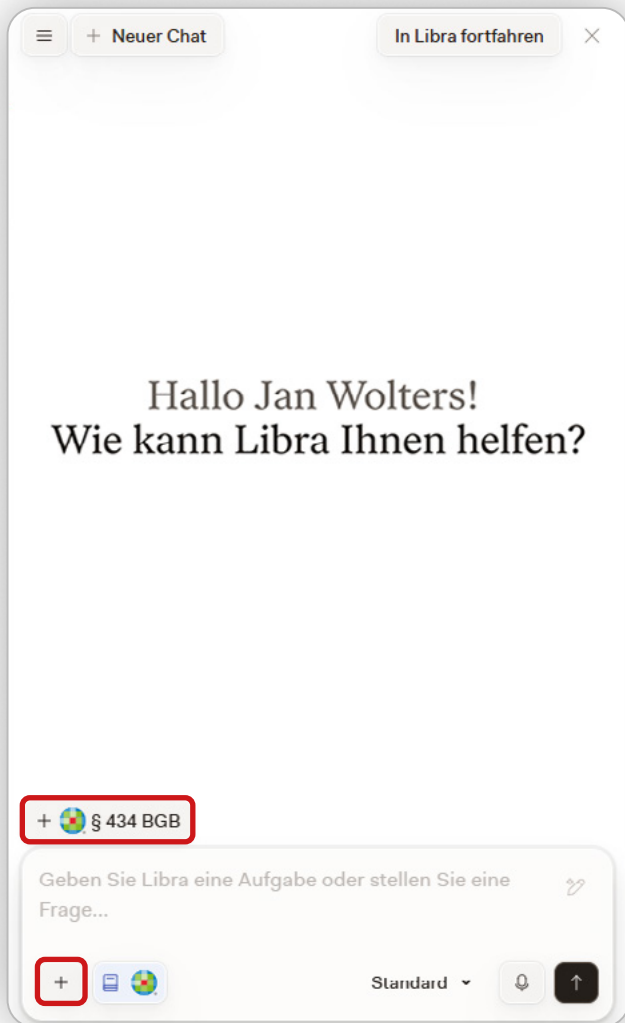 + Neuer Chat
In Libra fortfahren
Hallo Jan Wolters!
Wie kann Libra Ihnen helfen?
+ § 434 BGB
Geben Sie Libra eine Aufgabe oder stellen Sie eine
Frage...
+
Standard